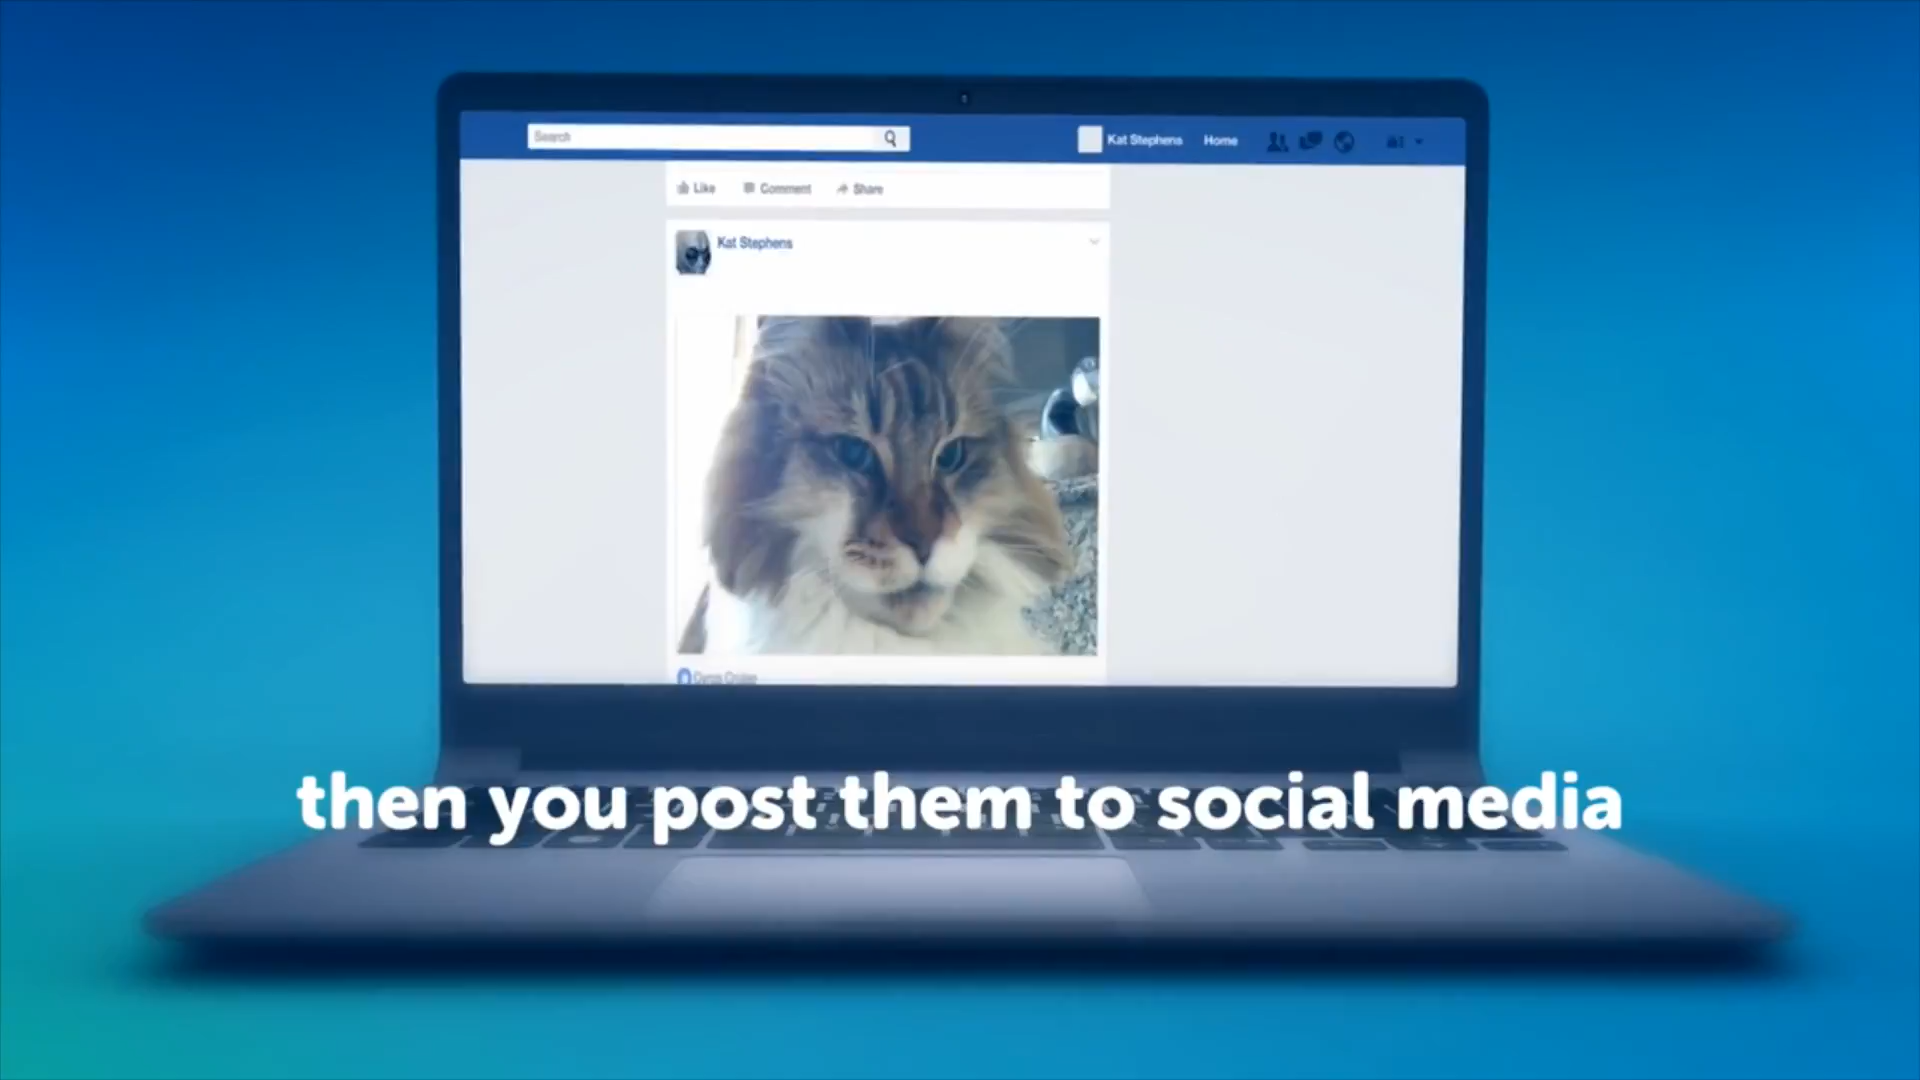 Search
Kat Stephens
Home
Like
Comment
Share
Kat Stephens
then you post them to social media